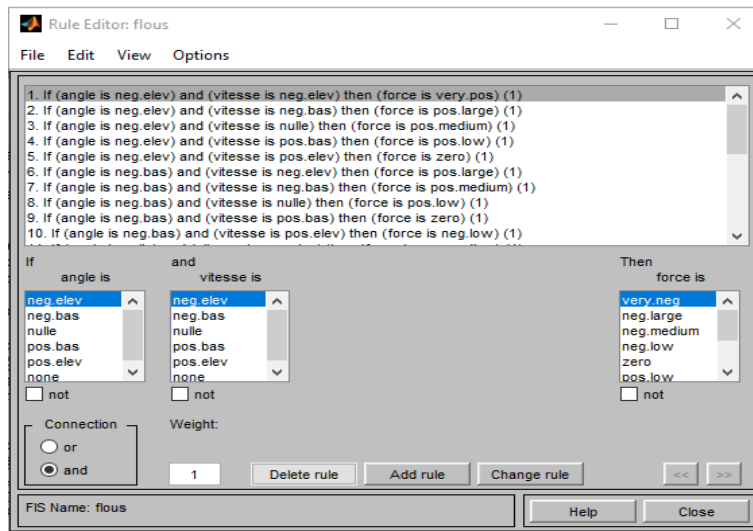 Rule Editor: flous
File Edit View Options
1. If (angle is neg.elev) and (vitesse is neg.elev) then (force is very.pos) (1)
2. If (angle is neg.elev) and (vitesse is neg.bas) then (force is pos.large) (1)
3. If (angle is neg.elev) and (vitesse is nulle) then (force is pos.medium) (1)
4. If (angle is neg.elev) and (vitesse is pos.bas) then (force is pos.low) (1)
5. If (angle is neg.elev) and (vitesse is pos.elev) then (force is zero) (1)
6. If (angle is neg.bas) and (vitesse is neg.elev) then (force is pos.large) (1)
7. If (angle is neg.bas) and (vitesse is neg.bas) then (force is pos.medium) (1)
8. If (angle is neg.bas) and (vitesse is nulle) then (force is pos.low) (1)
9. If (angle is neg.bas) and (vitesse is pos.bas) then (force is zero) (1)
10. If (angle is neg.bas) and (vitesse is pos.elev) then (force is neg.low) (1)
If and Then
angle is vitesse is force is
neg.elev neg.elev very.neg
neg.bas neg.bas neg.large
nulle nulle neg.medium
pos.bas pos.bas neg.low
pos.elev pos.elev zero
none none pos.low
not not not
Connection Weight:
or
and 1 Delete rule Add rule Change rule << >>
FIS Name: flous Help Close